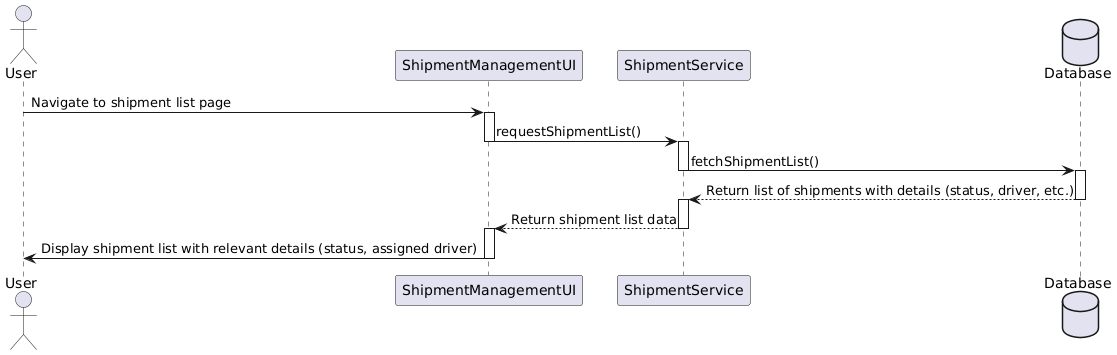 User
ShipmentManagementUI
ShipmentService
Database
Navigate to shipment list page
requestShipmentList()
fetchShipmentList()
Return list of shipments with details (status, driver, etc.)
Return shipment list data
Display shipment list with relevant details (status, assigned driver)
User
ShipmentManagementUI
ShipmentService
Database